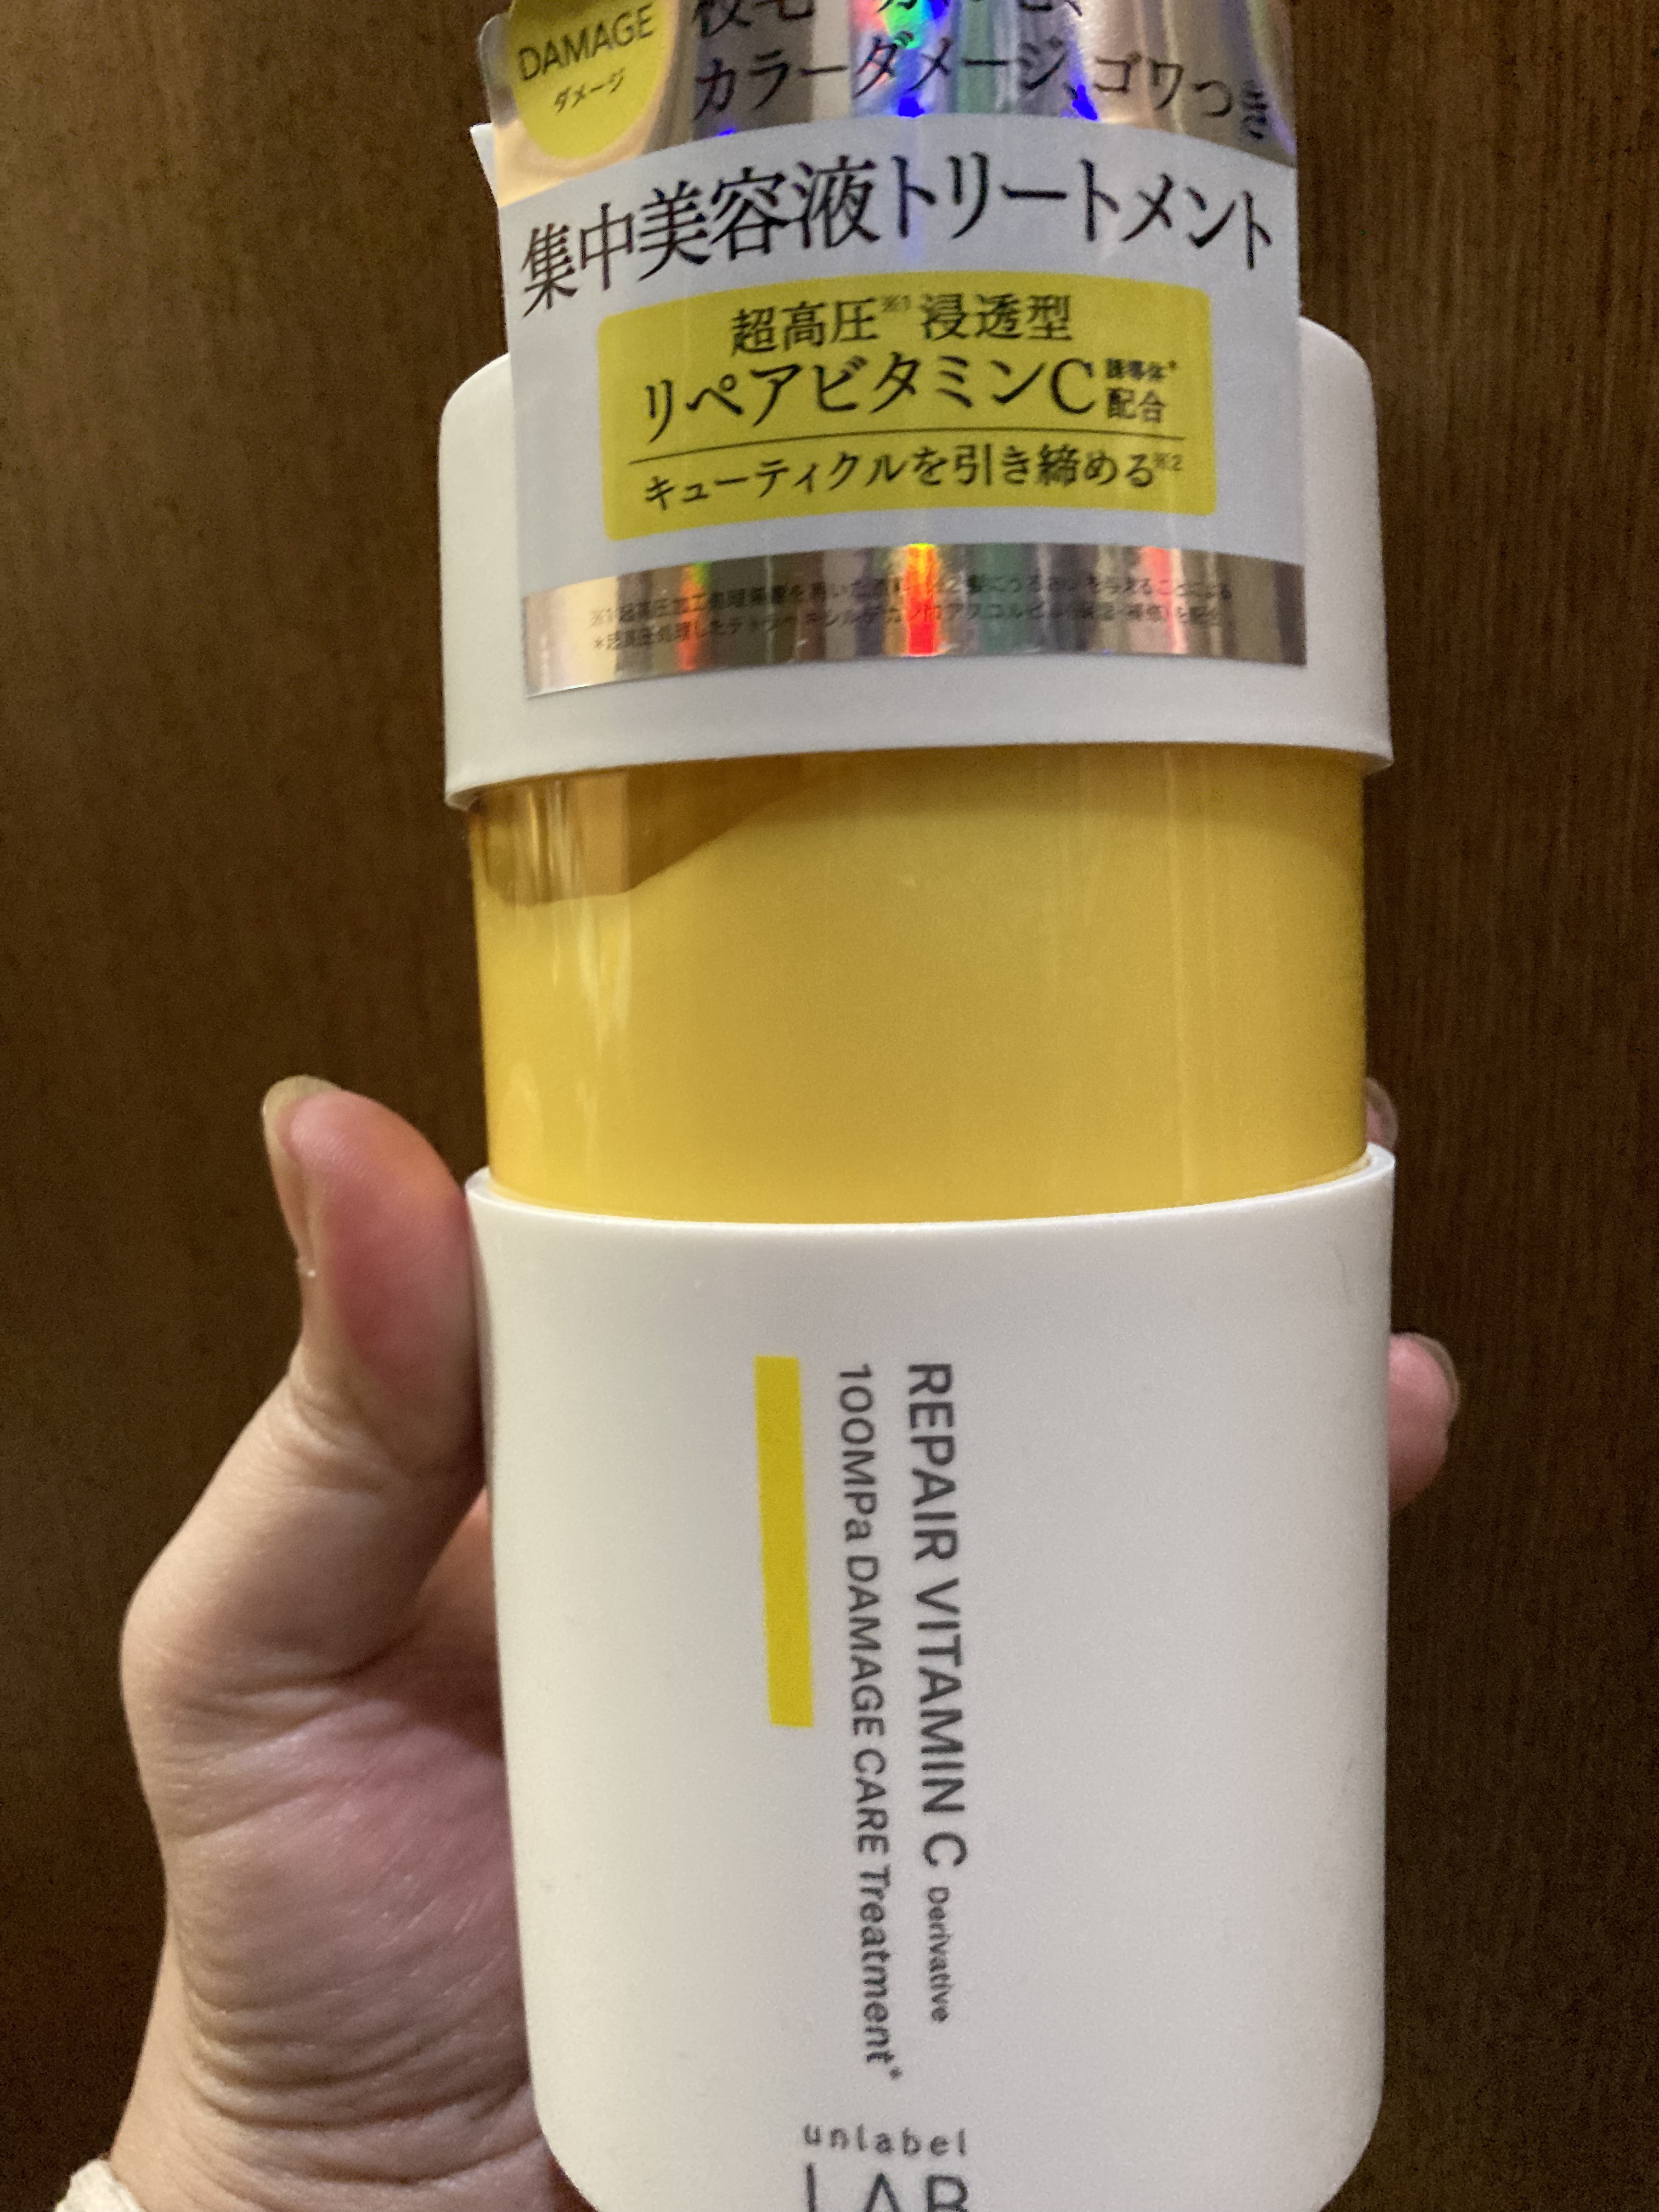 DAMAGE
ダメージ
カラーダメージ、ゴワつき
集中美容液トリートメント
超高圧※1浸透型
リペアビタミンC誘導体*配合
キューティクルを引き締める※2
REPAIR VITAMIN C Derivative
100MPa DAMAGE CARE Treatment*
unlabel
LAB